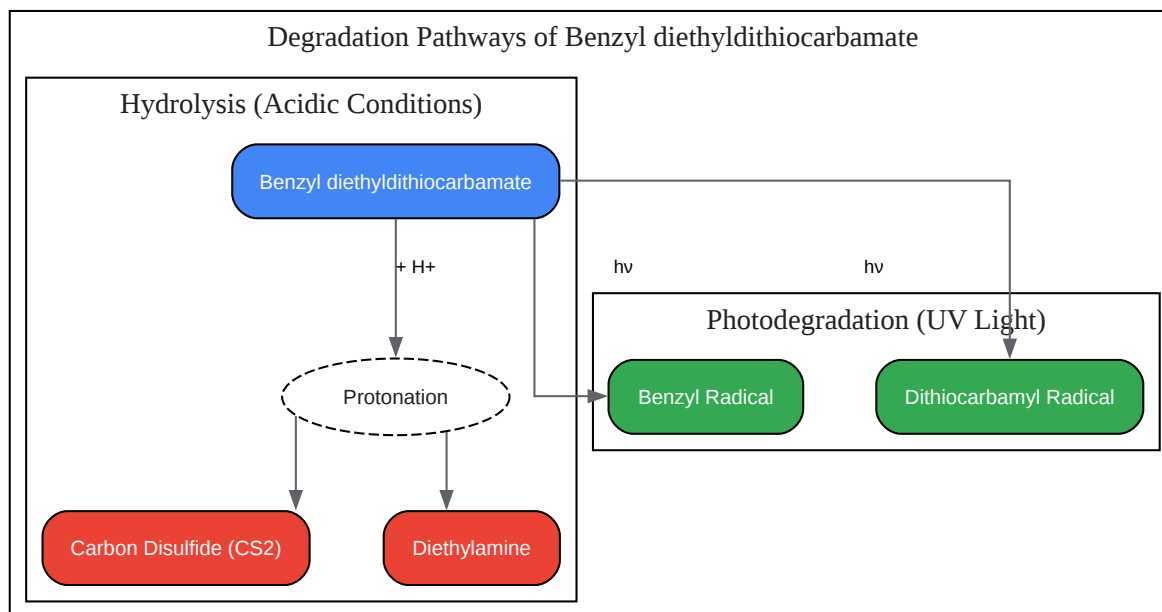 Degradation Pathways of Benzyl diethyldithiocarbamate
Hydrolysis (Acidic Conditions)
Benzyl diethyldithiocarbamate
+ H+
hν
hν
Photodegradation (UV Light)
Protonation
Benzyl Radical
Dithiocarbamyl Radical
Carbon Disulfide (CS2)
Diethylamine